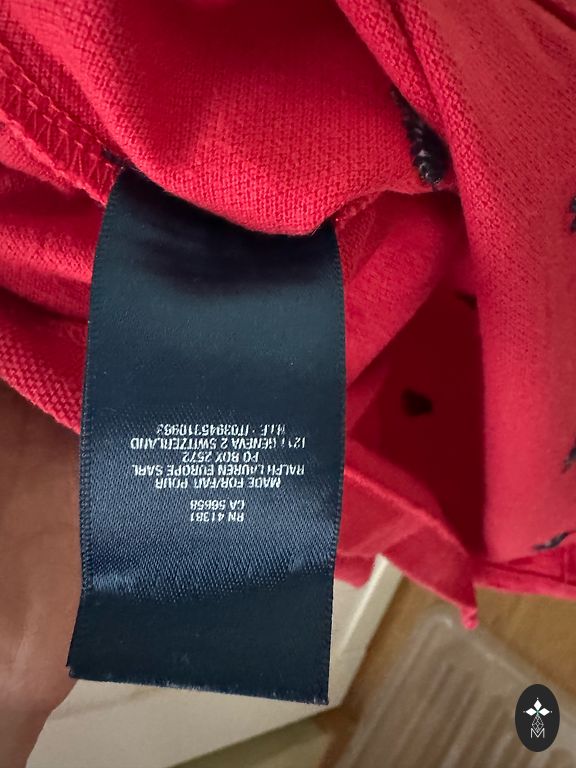 RN 41381
CA 56658
MADE FOR/FAIT POUR
RALPH LAUREN EUROPE SARL
PO BOX 2572
1211 GENEVA 2 SWITZERLAND
N.I.F. : IT03945310963
M